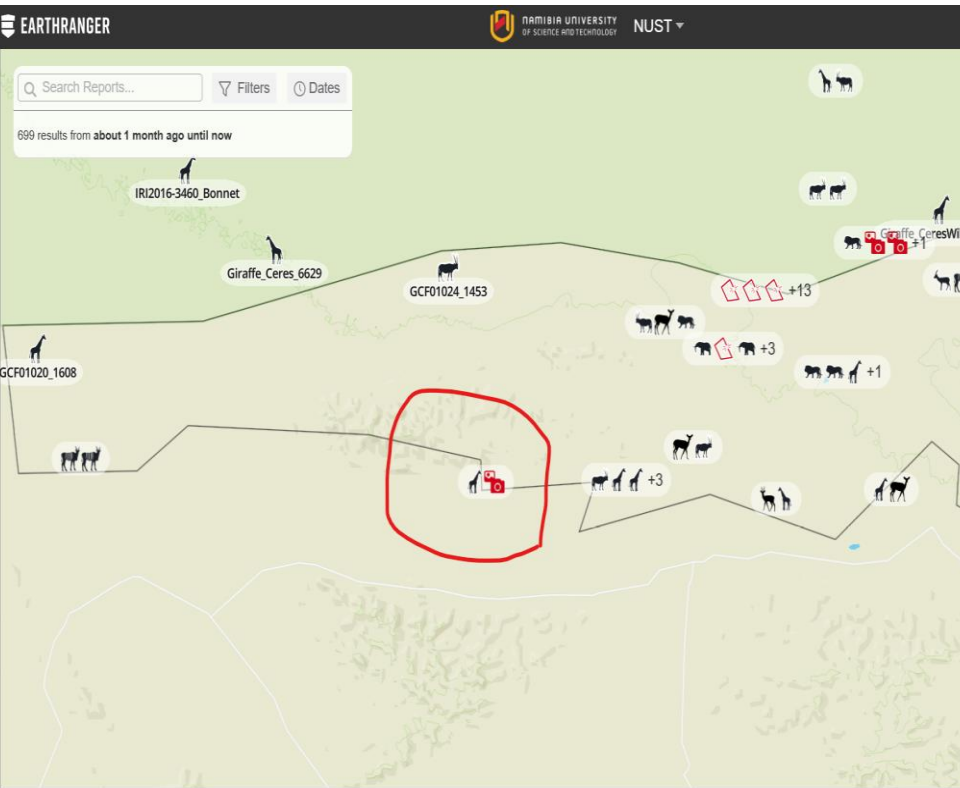 EARTHRANGER
NAMIBIA UNIVERSITY
OF SCIENCE AND TECHNOLOGY
NUST
Search Reports...
Filters
Dates
699 results from about 1 month ago until now
IRI2016-3460_Bonnet
Giraffe_CeresWi
+1
Giraffe_Ceres_6629
GCF01024_1453
+13
+3
GCF01020_1608
+1
+3